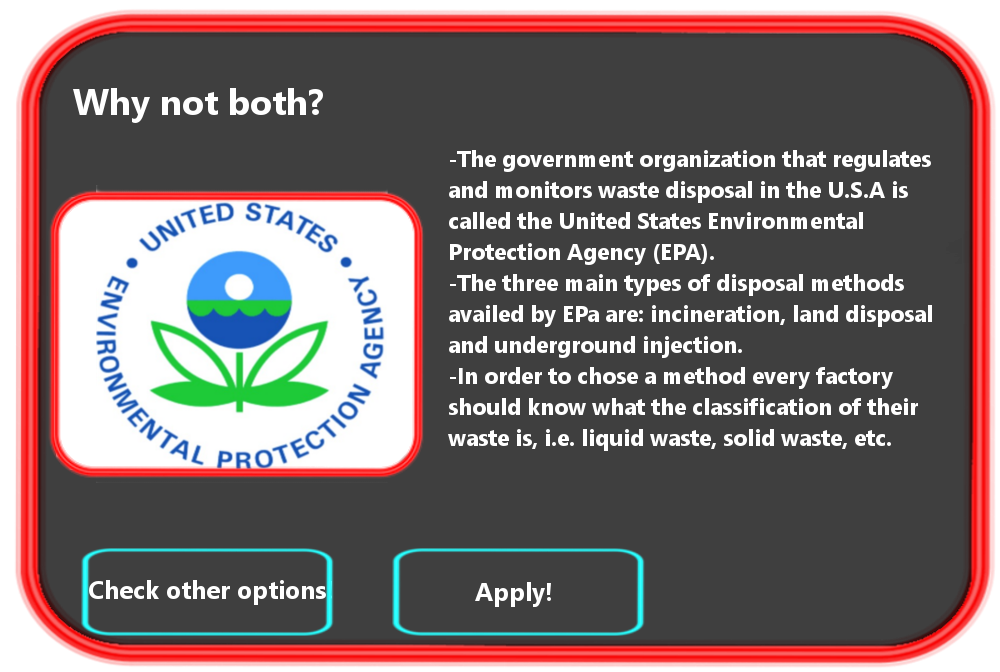 Why not both?
-The government organization that regulates
and monitors waste disposal in the U.S.A is
called the United States Environmental
Protection Agency (EPA).
-The three main types of disposal methods
availed by EPa are: incineration, land disposal
and underground injection.
-In order to chose a method every factory
should know what the classification of their
waste is, i.e. liquid waste, solid waste, etc.
• UNITED STATES •
ENVIRONMENTAL PROTECTION AGENCY
Check other options
Apply!